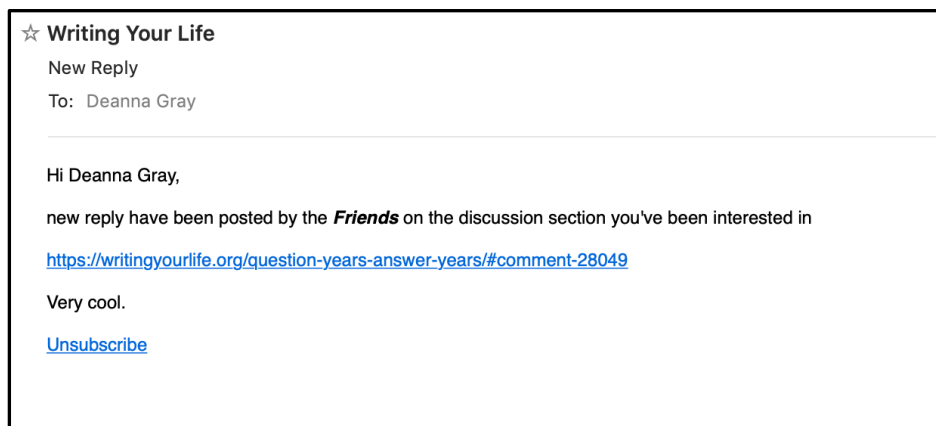 Writing Your Life
New Reply
To: Deanna Gray
Hi Deanna Gray,
new reply have been posted by the Friends on the discussion section you've been interested in
https://writingyourlife.org/question-years-answer-years/#comment-28049
Very cool.
Unsubscribe